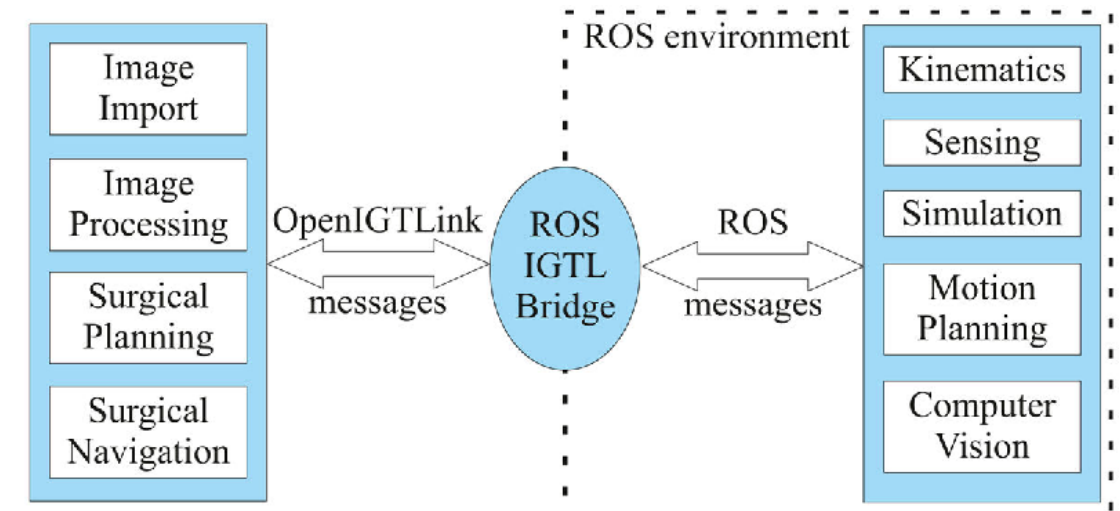 ROS environment
Image
Import
Image
Processing
Surgical
Planning
Surgical
Navigation
OpenIGTLink
messages
ROS
IGTL
Bridge
ROS
messages
Kinematics
Sensing
Simulation
Motion
Planning
Computer
Vision